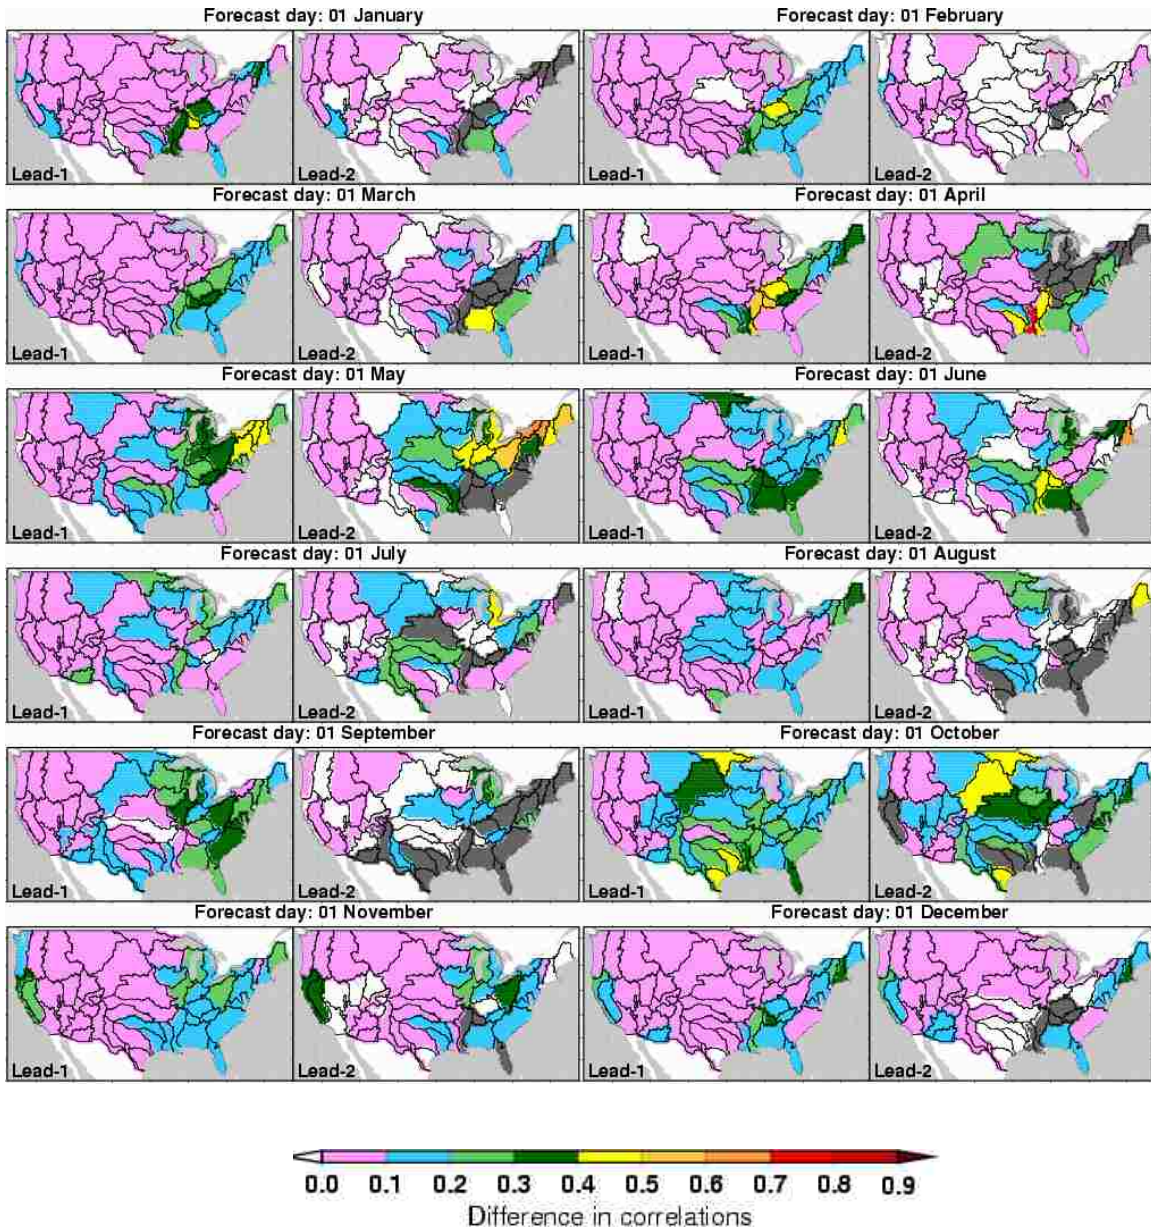 Forecast day: 01 January
Forecast day: 01 February
Lead-1
Lead-2
Lead-1
Lead-2
Forecast day: 01 March
Forecast day: 01 April
Lead-1
Lead-2
Lead-1
Lead-2
Forecast day: 01 May
Forecast day: 01 June
Lead-1
Lead-2
Lead-1
Lead-2
Forecast day: 01 July
Forecast day: 01 August
Lead-1
Lead-2
Lead-1
Lead-2
Forecast day: 01 September
Forecast day: 01 October
Lead-1
Lead-2
Lead-1
Lead-2
Forecast day: 01 November
Forecast day: 01 December
Lead-1
Lead-2
Lead-1
Lead-2
0.0 0.1 0.2 0.3 0.4 0.5 0.6 0.7 0.8 0.9
Difference in correlations